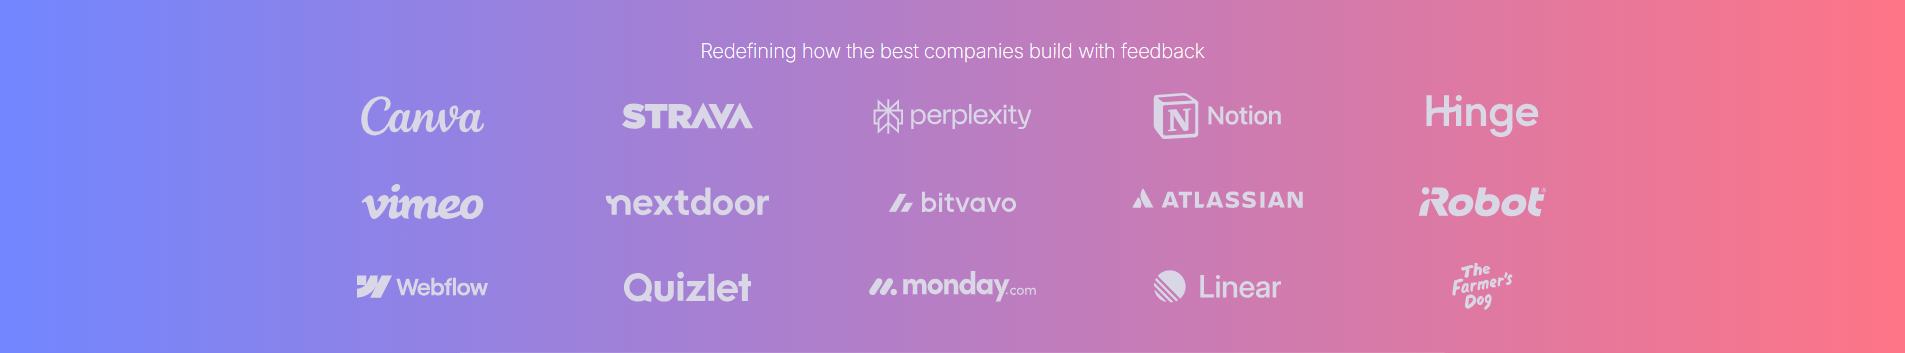 Redefining how the best companies build with feedback
Canva STRAVA perplexity Notion Hinge
vimeo nextdoor bitvavo ATLASSIAN iRobot®
Webflow Quizlet monday.com Linear The Farmer's Dog